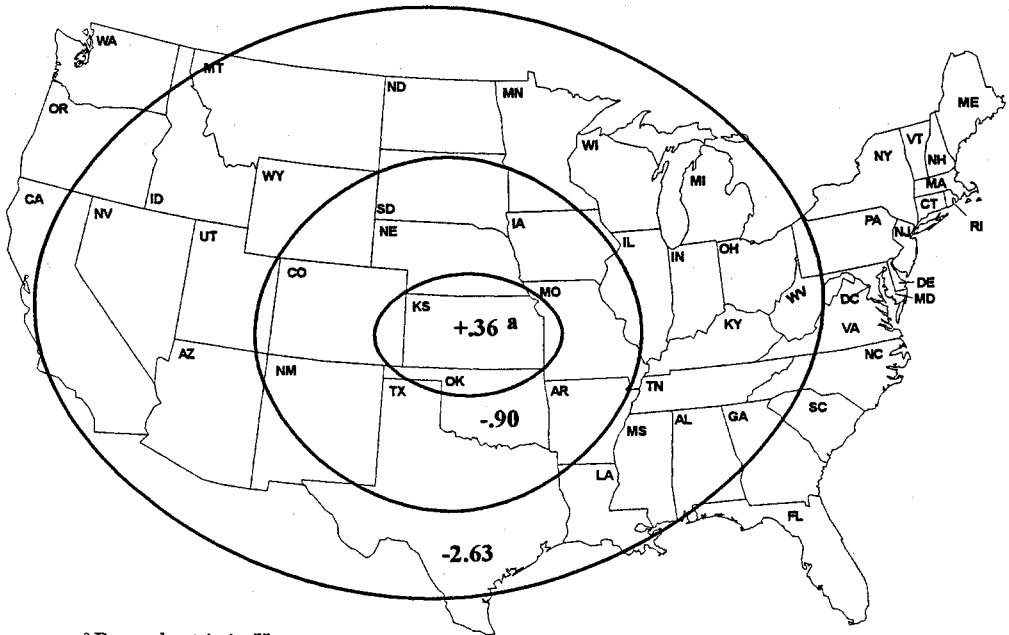 WA
MT
ND
MN
OR
ID
WY
SD
WI
MI
NY
VT
NH
ME
MA
CT
RI
CA
NV
UT
CO
NE
IA
IL
IN
OH
PA
NJ
DE
MD
DC
WV
VA
KS
+.36 a
MO
KY
NC
AZ
NM
TX
OK
-.90
AR
TN
SC
MS
AL
GA
LA
FL
-2.63